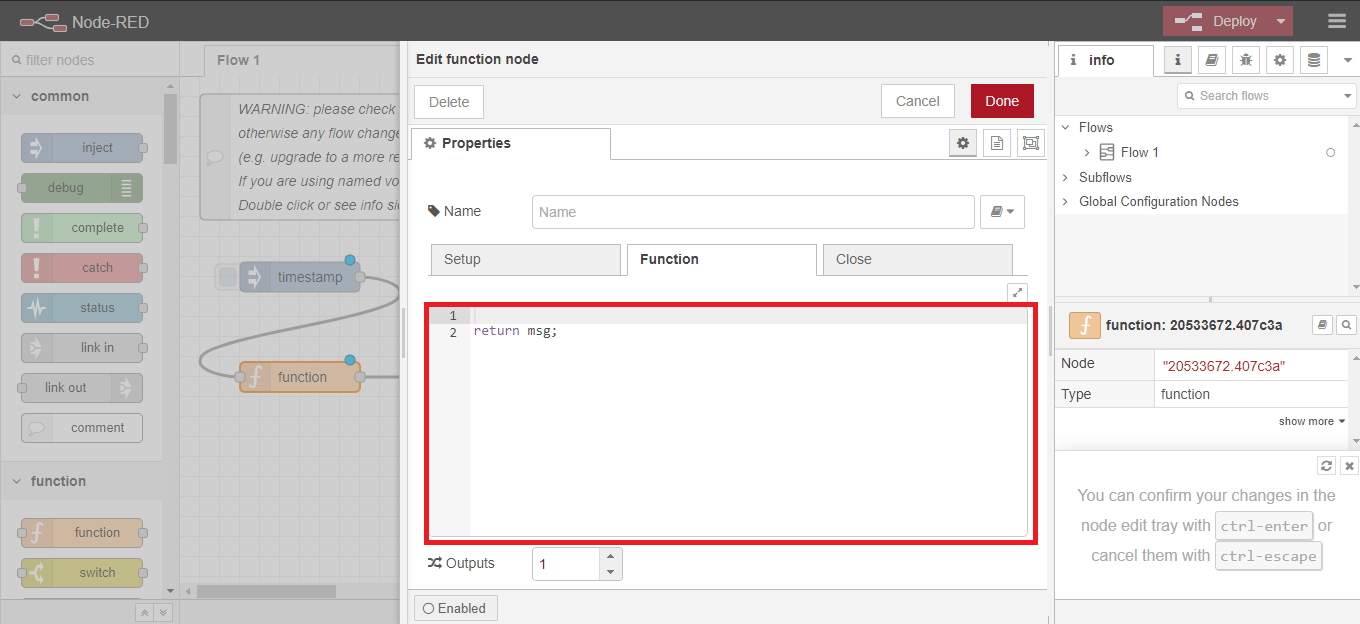 Node-RED
Deploy
filter nodes
common
inject
debug
complete
catch
status
link in
link out
comment
function
function
switch
Flow 1
WARNING: please check
otherwise any flow change
(e.g. upgrade to a more re
If you are using named vo
Double click or see info si
timestamp
function
Edit function node
Delete
Cancel
Done
Properties
Name
Name
Setup
Function
Close
1
2 return msg;
Outputs
1
Enabled
info
Search flows
Flows
Flow 1
Subflows
Global Configuration Nodes
function: 20533672.407c3a
Node "20533672.407c3a"
Type function
show more
You can confirm your changes in the
node edit tray with ctrl-enter or
cancel them with ctrl-escape